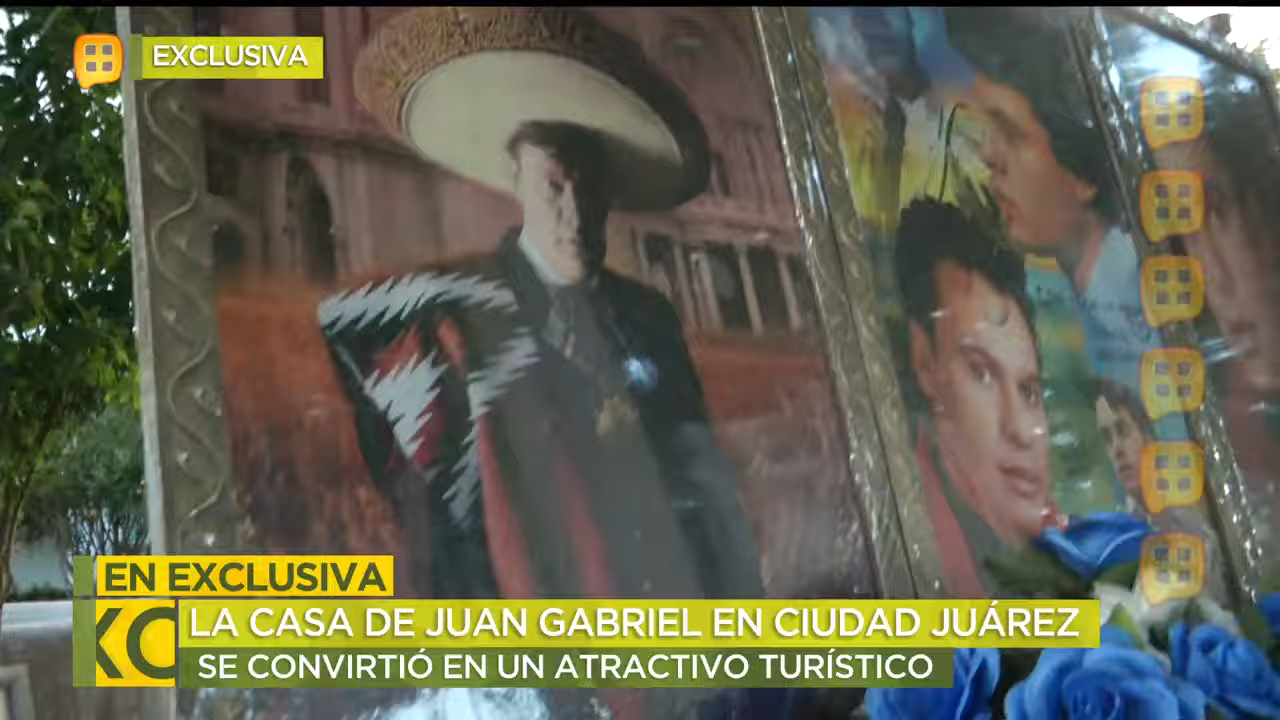 EXCLUSIVA
EN EXCLUSIVA
LA CASA DE JUAN GABRIEL EN CIUDAD JUÁREZ
SE CONVIRTIÓ EN UN ATRACTIVO TURÍSTICO